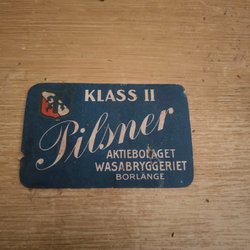 KLASS II
Pilsner
AKTIEBOLAGET
WASABRYGGERIET
BORLÄNGE